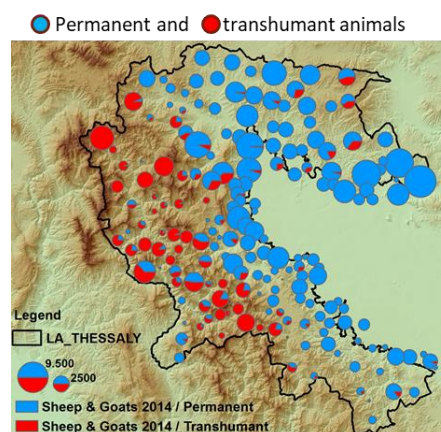 Permanent and transhumant animals
Legend
LA_THESSALY
9.500
2500
Sheep & Goats 2014 / Permanent
Sheep & Goats 2014 / Transhumant